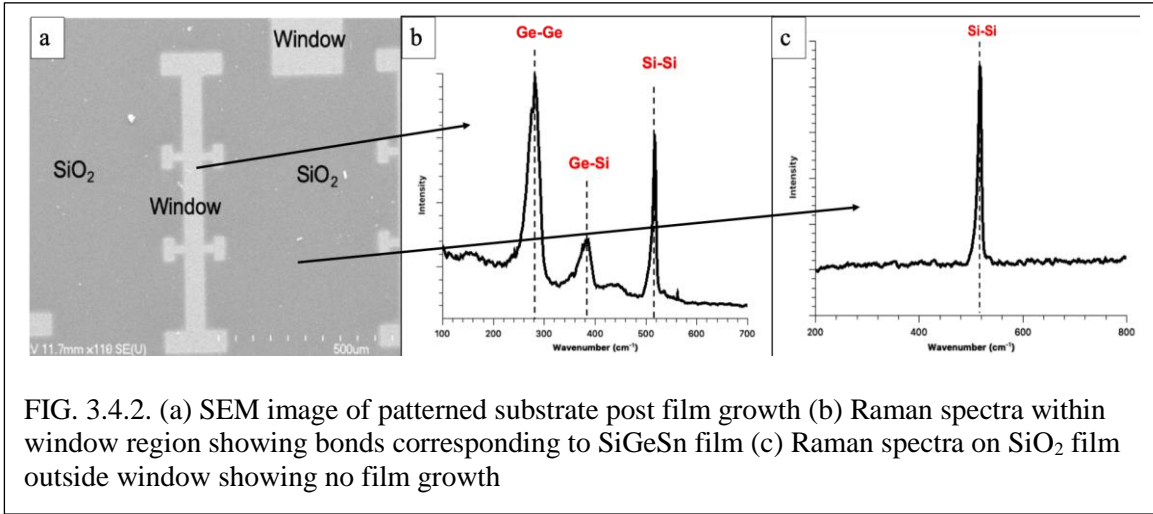 a
Window
SiO₂
SiO₂
Window
V 11.7mm x110 SE(U)
500um
b
Ge-Ge
Si-Si
Ge-Si
Intensity
100 200 300 400 500 600 700
Wavenumber (cm⁻¹)
c
Si-Si
Intensity
200 400 600 800
Wavenumber (cm⁻¹)
FIG. 3.4.2. (a) SEM image of patterned substrate post film growth (b) Raman spectra within
window region showing bonds corresponding to SiGeSn film (c) Raman spectra on SiO₂ film
outside window showing no film growth